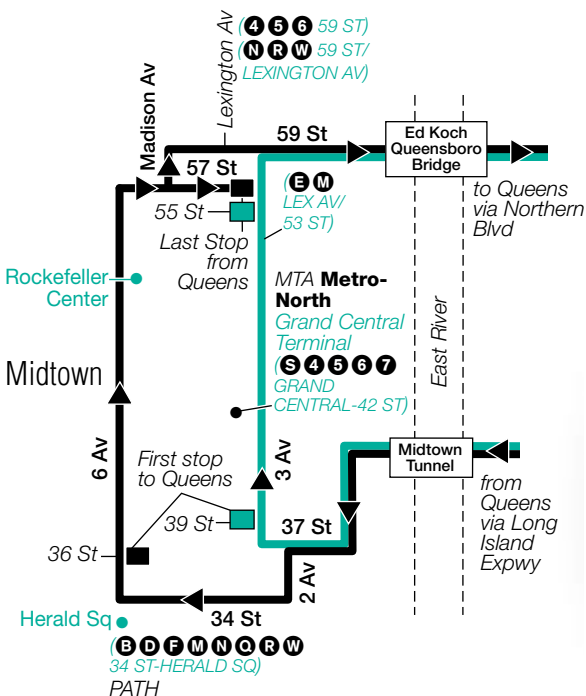 Lexington Av
(4 5 6 59 ST)
(N R W 59 ST/
LEXINGTON AV)
Madison Av
59 St
Ed Koch
Queensboro
Bridge
57 St
(E M
LEX AV/
53 ST)
to Queens
via Northern
Blvd
55 St
Last Stop
from
Queens
Rockefeller
Center
MTA Metro-
North
Grand Central
Terminal
(S 4 5 6 7
GRAND
CENTRAL-42 ST)
East River
Midtown
6 Av
First stop
to Queens
3 Av
Midtown
Tunnel
39 St
37 St
from
Queens
via Long
Island
Expwy
36 St
2 Av
34 St
Herald Sq
(B D F M N Q R W
34 ST-HERALD SQ)
PATH